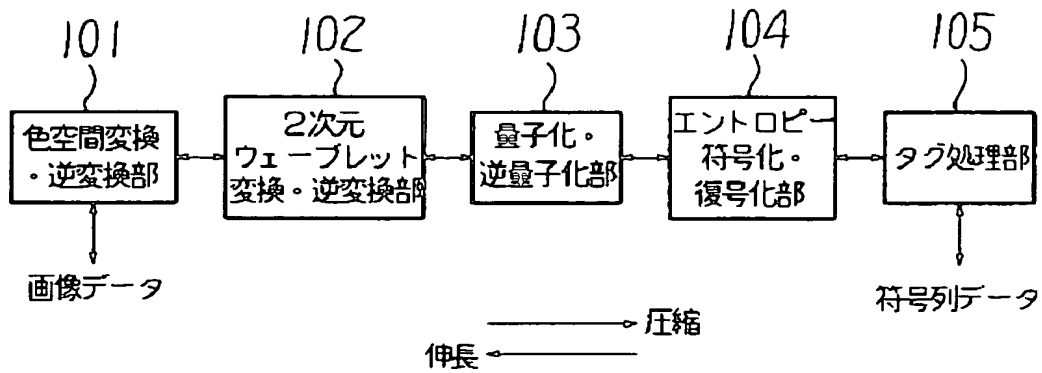 101
102
103
104
105
色空間変換
・逆変換部
2次元
ウェーブレット
変換・逆変換部
量子化・
逆量子化部
エントロピー
符号化・
復号化部
タグ処理部
画像データ
符号列データ
圧縮
伸長